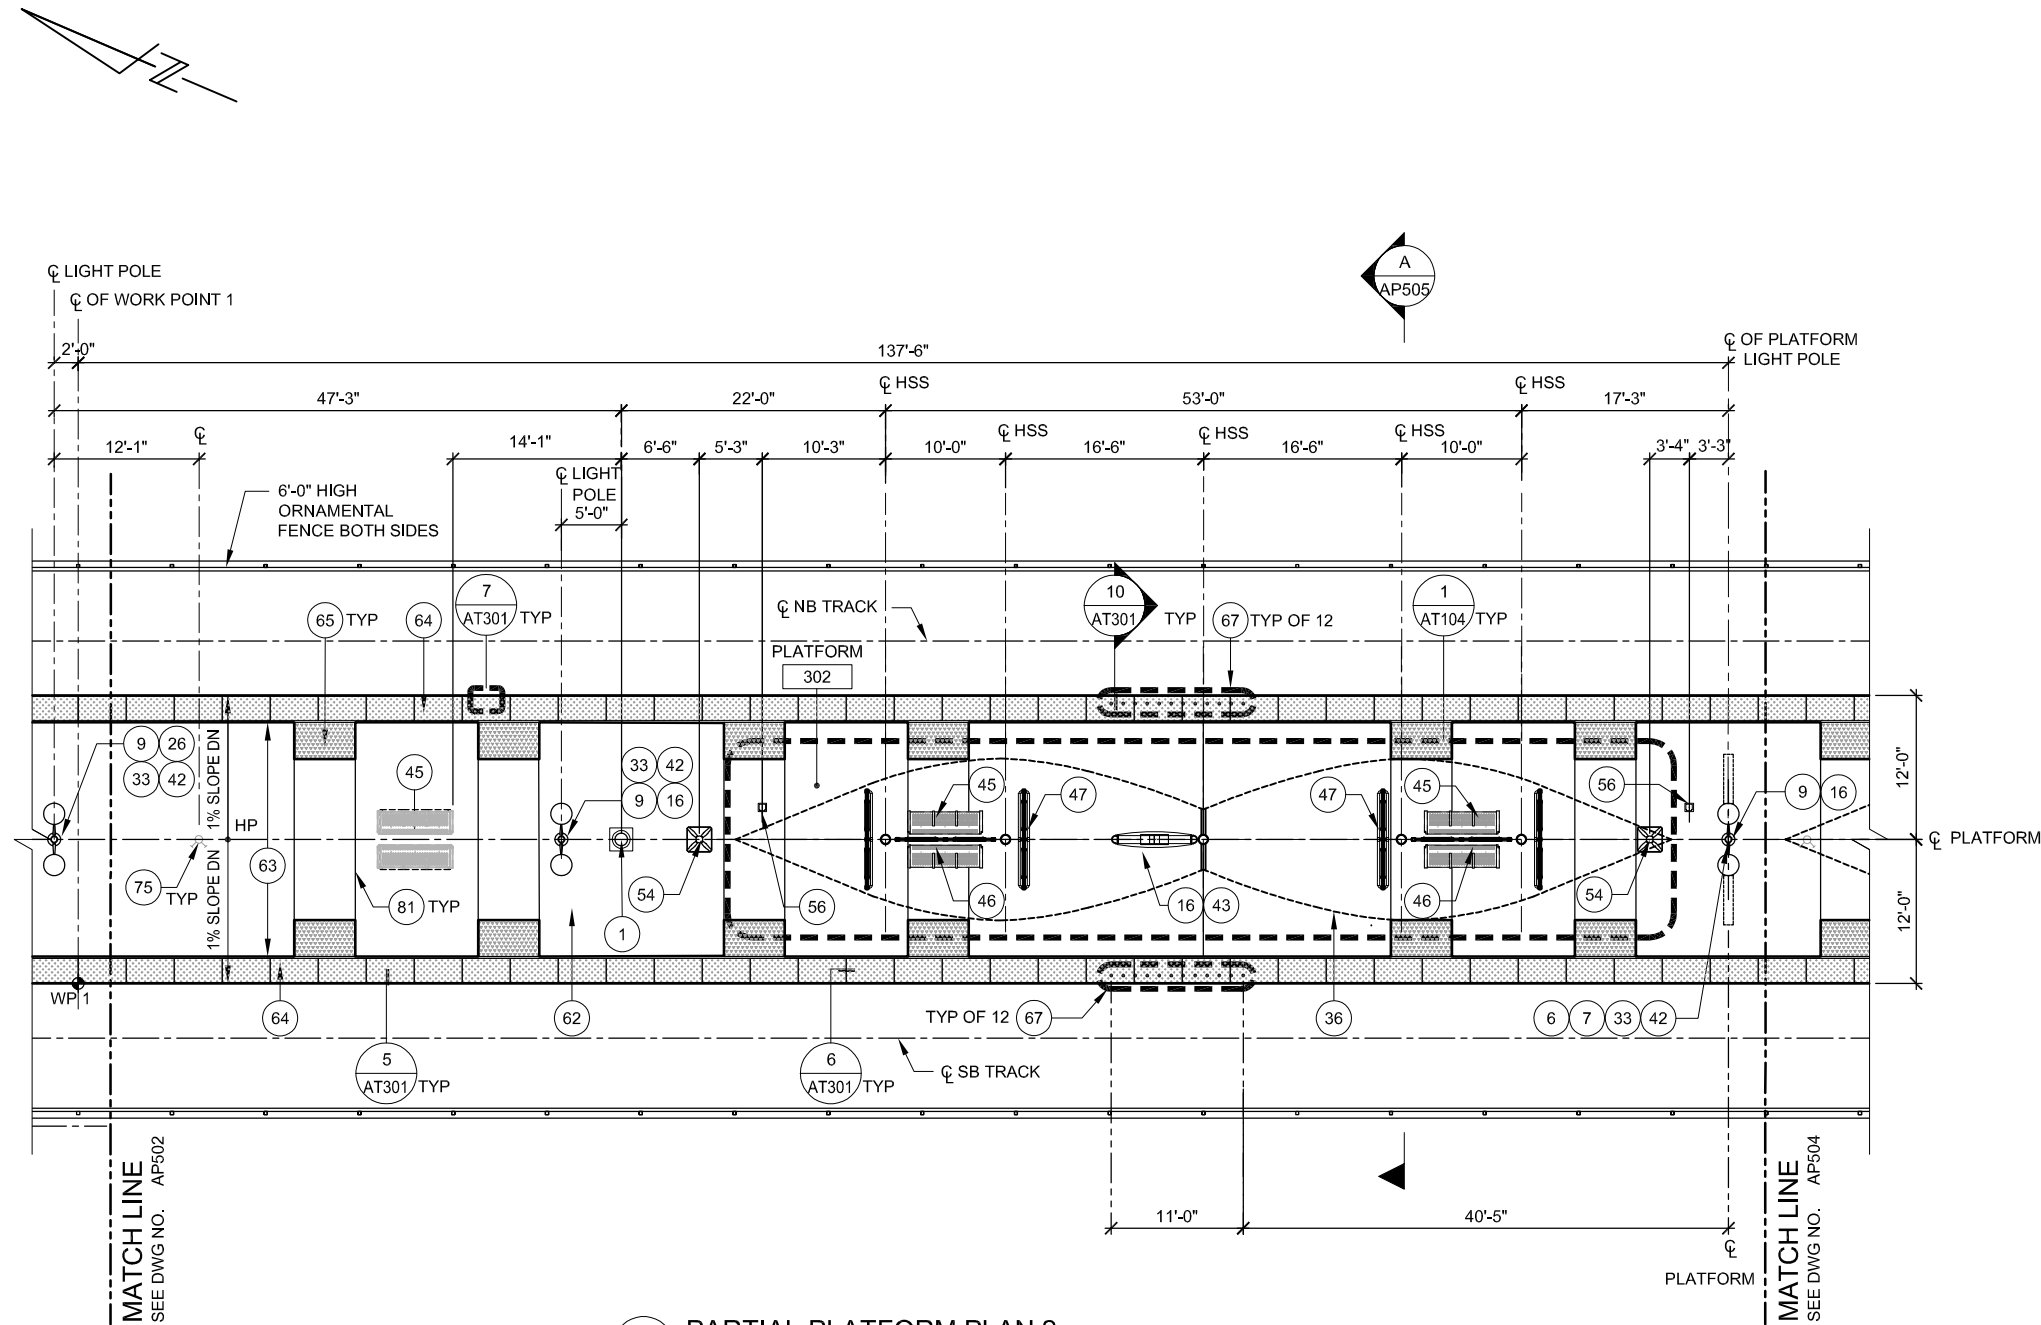 N
A
AP505
℄ LIGHT POLE
℄ OF WORK POINT 1
℄ OF PLATFORM
LIGHT POLE
2'-0"
137'-6"
℄ HSS
℄ HSS
47'-3"
22'-0"
53'-0"
17'-3"
12'-1"
℄
14'-1"
6'-6"
5'-3"
10'-3"
10'-0"
℄ HSS
16'-6"
℄ HSS
16'-6"
℄ HSS
10'-0"
3'-4"
3'-3"
℄ LIGHT
POLE
5'-0"
6'-0" HIGH
ORNAMENTAL
FENCE BOTH SIDES
65 TYP
64
7
AT301 TYP
℄ NB TRACK
10
AT301 TYP
67 TYP OF 12
1
AT104 TYP
PLATFORM
302
9 26
33 42
1% SLOPE DN
HP
1% SLOPE DN
45
33 42
9 16
45
47
47
45
56
9 16
12'-0"
℄ PLATFORM
12'-0"
75
TYP
63
81 TYP
54
1
56
46
16 43
46
54
WP 1
64
62
TYP OF 12 67
36
6 7 33 42
5
AT301 TYP
6
AT301 TYP
℄ SB TRACK
11'-0"
40'-5"
℄
PLATFORM
MATCH LINE
SEE DWG NO. AP502
MATCH LINE
SEE DWG NO. AP504